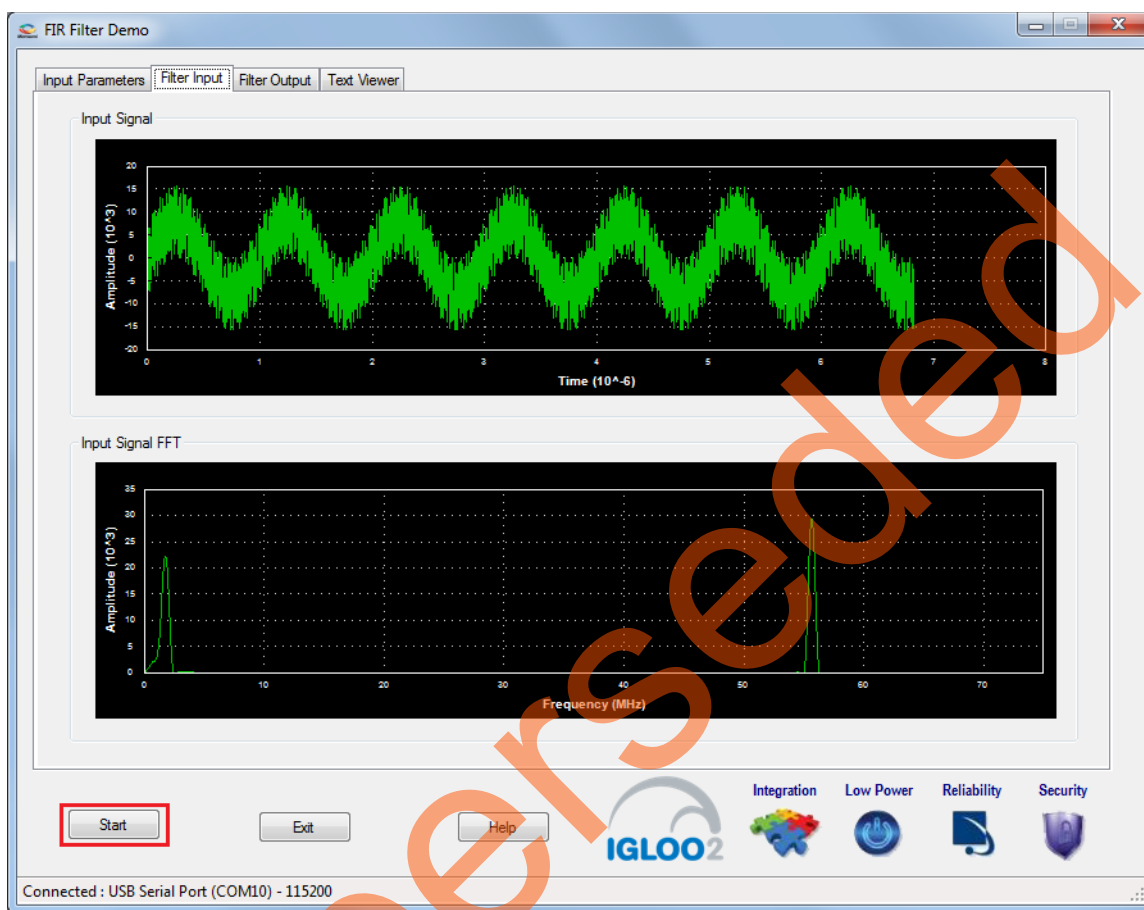 FIR Filter Demo
Input Parameters Filter Input Filter Output Text Viewer
Input Signal
20
15
10
5
0
-5
-10
-15
-20
Amplitude (10^3)
0 1 2 3 4 5 6 7 8
Time (10^-6)
Input Signal FFT
35
30
25
20
15
10
5
0
Amplitude (10^3)
0 10 20 30 40 50 60 70
Frequency (MHz)
Start Exit Help
IGLOO2
Integration Low Power Reliability Security
Connected : USB Serial Port (COM10) - 115200
erseded